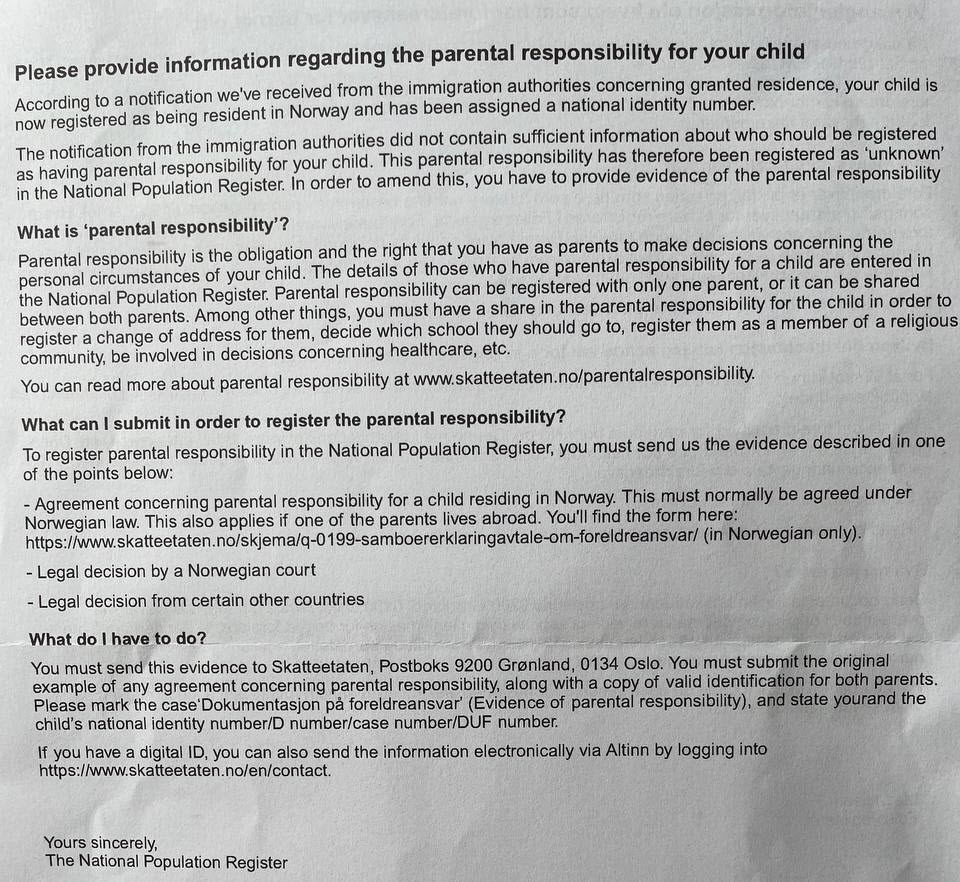 Please provide information regarding the parental responsibility for your child
According to a notification we've received from the immigration authorities concerning granted residence, your child is
now registered as being resident in Norway and has been assigned a national identity number.
The notification from the immigration authorities did not contain sufficient information about who should be registered
as having parental responsibility for your child. This parental responsibility has therefore been registered as 'unknown'
in the National Population Register. In order to amend this, you have to provide evidence of the parental responsibility
What is 'parental responsibility'?
Parental responsibility is the obligation and the right that you have as parents to make decisions concerning the
personal circumstances of your child. The details of those who have parental responsibility for a child are entered in
the National Population Register. Parental responsibility can be registered with only one parent, or it can be shared
between both parents. Among other things, you must have a share in the parental responsibility for the child in order to
register a change of address for them, decide which school they should go to, register them as a member of a religious
community, be involved in decisions concerning healthcare, etc.
You can read more about parental responsibility at www.skatteetaten.no/parentalresponsibility.
What can I submit in order to register the parental responsibility?
To register parental responsibility in the National Population Register, you must send us the evidence described in one
of the points below:
- Agreement concerning parental responsibility for a child residing in Norway. This must normally be agreed under
Norwegian law. This also applies if one of the parents lives abroad. You'll find the form here:
https://www.skatteetaten.no/skjema/q-0199-samboererklaringavtale-om-foreldreansvar/ (in Norwegian only).
- Legal decision by a Norwegian court
- Legal decision from certain other countries
What do I have to do?
You must send this evidence to Skatteetaten, Postboks 9200 Grønland, 0134 Oslo. You must submit the original
example of any agreement concerning parental responsibility, along with a copy of valid identification for both parents.
Please mark the case'Dokumentasjon på foreldreansvar' (Evidence of parental responsibility), and state yourand the
child's national identity number/D number/case number/DUF number.
If you have a digital ID, you can also send the information electronically via Altinn by logging into
https://www.skatteetaten.no/en/contact.
Yours sincerely,
The National Population Register